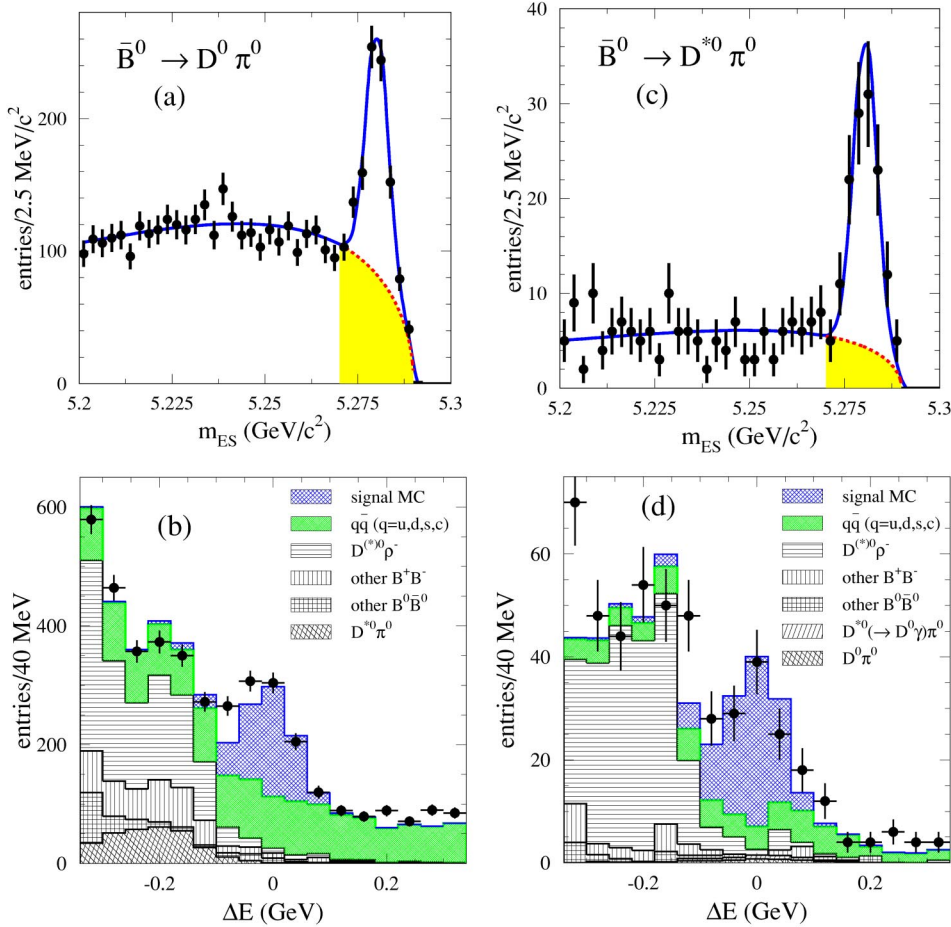 B̄⁰ → D⁰ π⁰
(a)
entries/2.5 MeV/c²
200
100
0
5.2
5.225
5.25
5.275
5.3
m_ES (GeV/c²)
B̄⁰ → D*⁰ π⁰
(c)
entries/2.5 MeV/c²
40
30
20
10
0
5.2
5.225
5.25
5.275
5.3
m_ES (GeV/c²)
(b)
signal MC
qq̄ (q=u,d,s,c)
D⁽*⁾⁰ρ⁻
other B⁺B⁻
other B⁰B̄⁰
D*⁰π⁰
entries/40 MeV
600
400
200
0
-0.2
0
0.2
ΔE (GeV)
(d)
signal MC
qq̄ (q=u,d,s,c)
D⁽*⁾⁰ρ⁻
other B⁺B⁻
other B⁰B̄⁰
D*⁰(→ D⁰γ)π⁰
D⁰π⁰
entries/40 MeV
60
40
20
0
-0.2
0
0.2
ΔE (GeV)